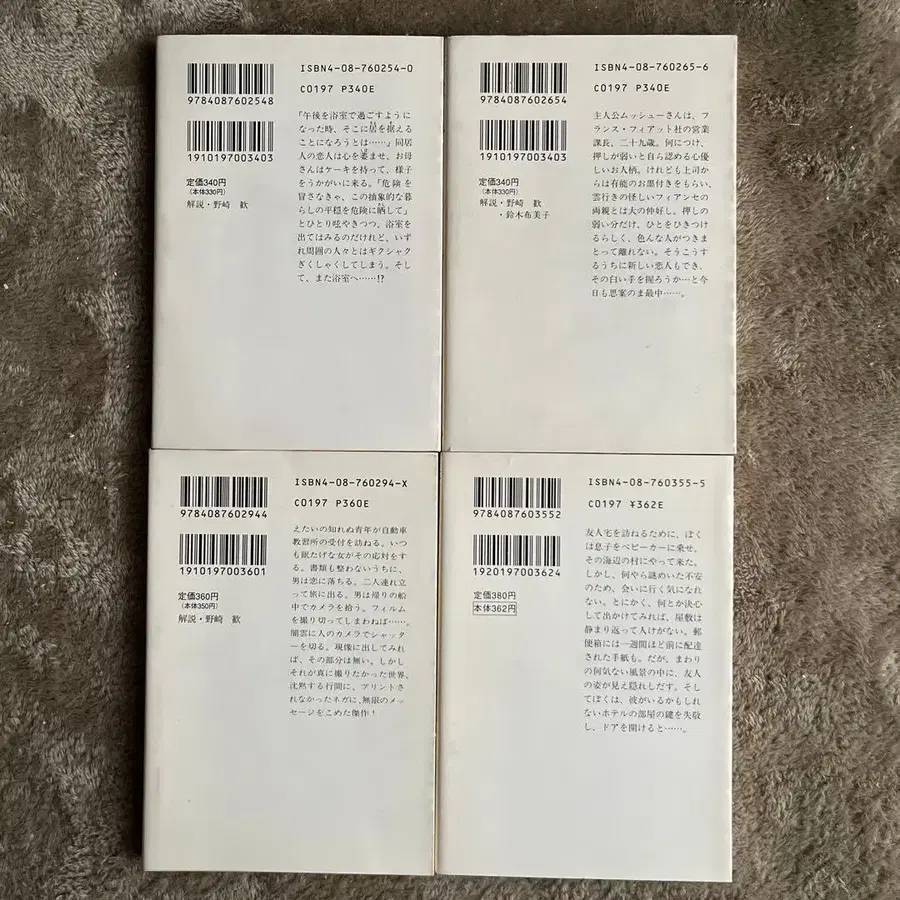 ISBN4-08-760254-0
C0197 P340E
9784087602548
1910197003403
定価340円
(本体330円)
解説・野崎 歓
「午後を浴室で過ごすように
なった時、そこに居を据える
ことになろうとは……」同居
人の恋人は心を萎ませ、お母
さんはケーキを持って、様子
をうかがいに来る。「危険を
冒さなきゃ、この抽象的な暮
らしの平穏を危険に晒して」
とひとり呟やきつつ、浴室を
出てはみるのだけれど、いず
れ周囲の人々とはギクシャク
ざくしゃくしてしまう。そし
て、また浴室へ……!?
ISBN4-08-760265-6
C0197 P340E
9784087602654
1910197003403
定価340円
(本体330円)
解説・野崎 歓
・鈴木布美子
主人公ムッシューさんは、フ
ランス・フィアット社の営業
課長。二十九歳。何につけ、
押しが弱いと自ら認める心優
しいお人柄。けれども上司か
らは有能のお墨付きをもらい、
雲行きの怪しいフィアンセの
両親とは大の仲好し。押しの
弱い分だけ、ひとをひきつけ
るらしく、色んな人がつきま
とって離れない。そうこうす
るうちに新しい恋人もでき、
その白い手を握ろうか…と今
日も思案のま最中……。
ISBN4-08-760294-X
C0197 P360E
9784087602944
1910197003601
定価360円
(本体350円)
解説・野崎 歓
えたいの知れぬ青年が自動車
教習所の受付を訪ねる。いつ
も眠たげな女がその応対をす
る。書類も整わないうちに、
男は恋に落ちる。二人連れ立
って旅に出る。男は帰りの船
中でカメラを拾う。フィルム
を撮り切ってしまわねば……。
闇雲に人のカメラでシャッタ
ーを切る。現像に出してみれ
ば、その部分は無い。しかし
それが真に撮りたかった世界。
沈黙する行間に、プリントさ
れなかったネガに、無限のメッ
セージをこめた傑作!
ISBN4-08-760355-5
C0197 ¥362E
9784087603552
1920197003624
定価380円
本体362円
友人宅を訪ねるために、ぼく
は息子をベビーカーに乗せ、
その海辺の村にやって来た。
しかし、何やら謎めいた不安
のため、会いに行く気になれ
ない。とにかく、何とか決心
して出かけてみれば、屋敷は
静まり返って人けがない。郵
便箱には一週間ほど前に配達
された手紙も。だが、まわり
の何気ない風景の中に、友人
の姿が見え隠れしだす。そし
てぼくは、彼がいるかもしれ
ないホテルの部屋の鍵を失敬
し、ドアを開けると……。